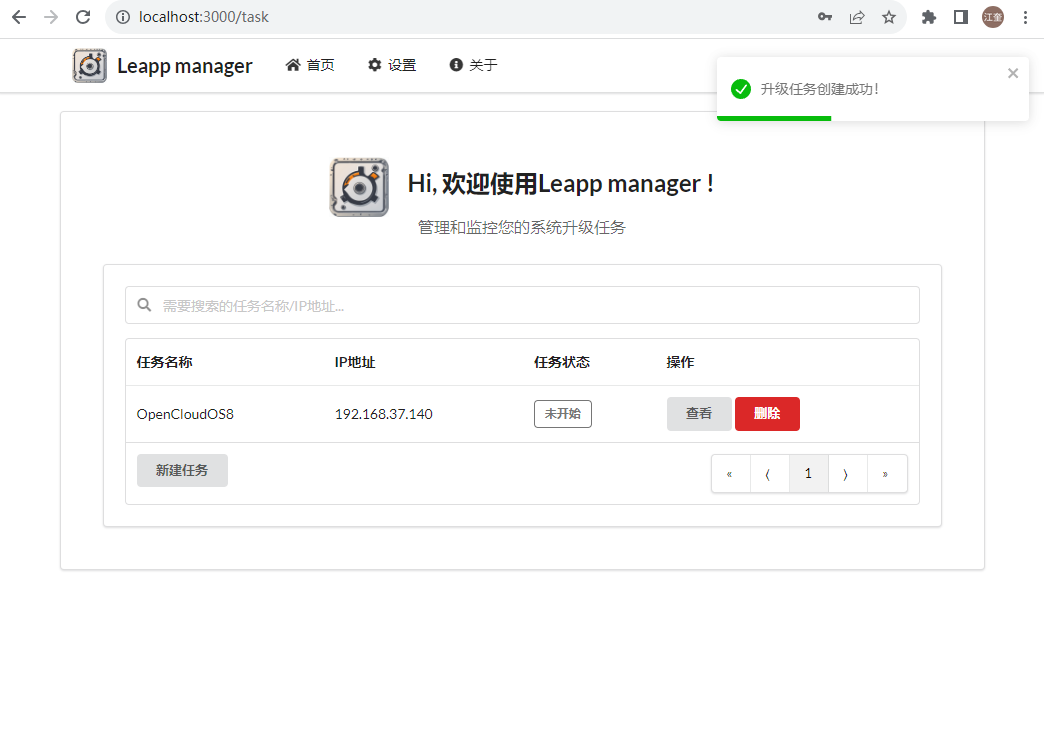 localhost:3000/task
江奎
Leapp manager 首页 设置 关于
升级任务创建成功！
Hi, 欢迎使用Leapp manager !
管理和监控您的系统升级任务
需要搜索的任务名称/IP地址...
任务名称 IP地址 任务状态 操作
OpenCloudOS8 192.168.37.140 未开始 查看 删除
新建任务 « ⟨ 1 ⟩ »